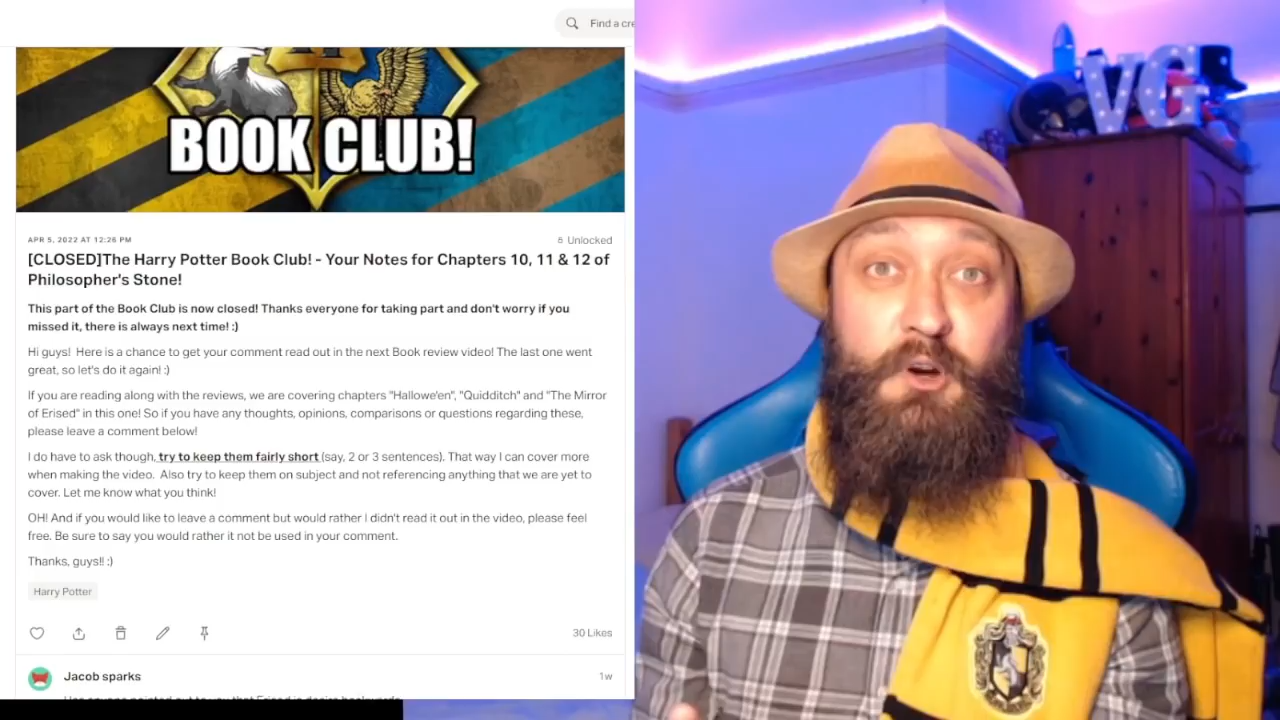 Find a cre
BOOK CLUB!
APR 5, 2022 AT 12:26 PM
Unlocked
[CLOSED]The Harry Potter Book Club! - Your Notes for Chapters 10, 11 & 12 of
Philosopher's Stone!
This part of the Book Club is now closed! Thanks everyone for taking part and don't worry if you
missed it, there is always next time! :)
Hi guys! Here is a chance to get your comment read out in the next Book review video! The last one went
great, so let's do it again! :)
If you are reading along with the reviews, we are covering chapters "Hallowe'en", "Quidditch" and "The Mirror
of Erised" in this one! So if you have any thoughts, opinions, comparisons or questions regarding these,
please leave a comment below!
I do have to ask though, try to keep them fairly short (say, 2 or 3 sentences). That way I can cover more
when making the video. Also try to keep them on subject and not referencing anything that we are yet to
cover. Let me know what you think!
OH! And if you would like to leave a comment but would rather I didn't read it out in the video, please feel
free. Be sure to say you would rather it not be used in your comment.
Thanks, guys!! :)
Harry Potter
30 Likes
Jacob sparks
1w
Has anyone pointed out to you that Erised is desire backwards
VG